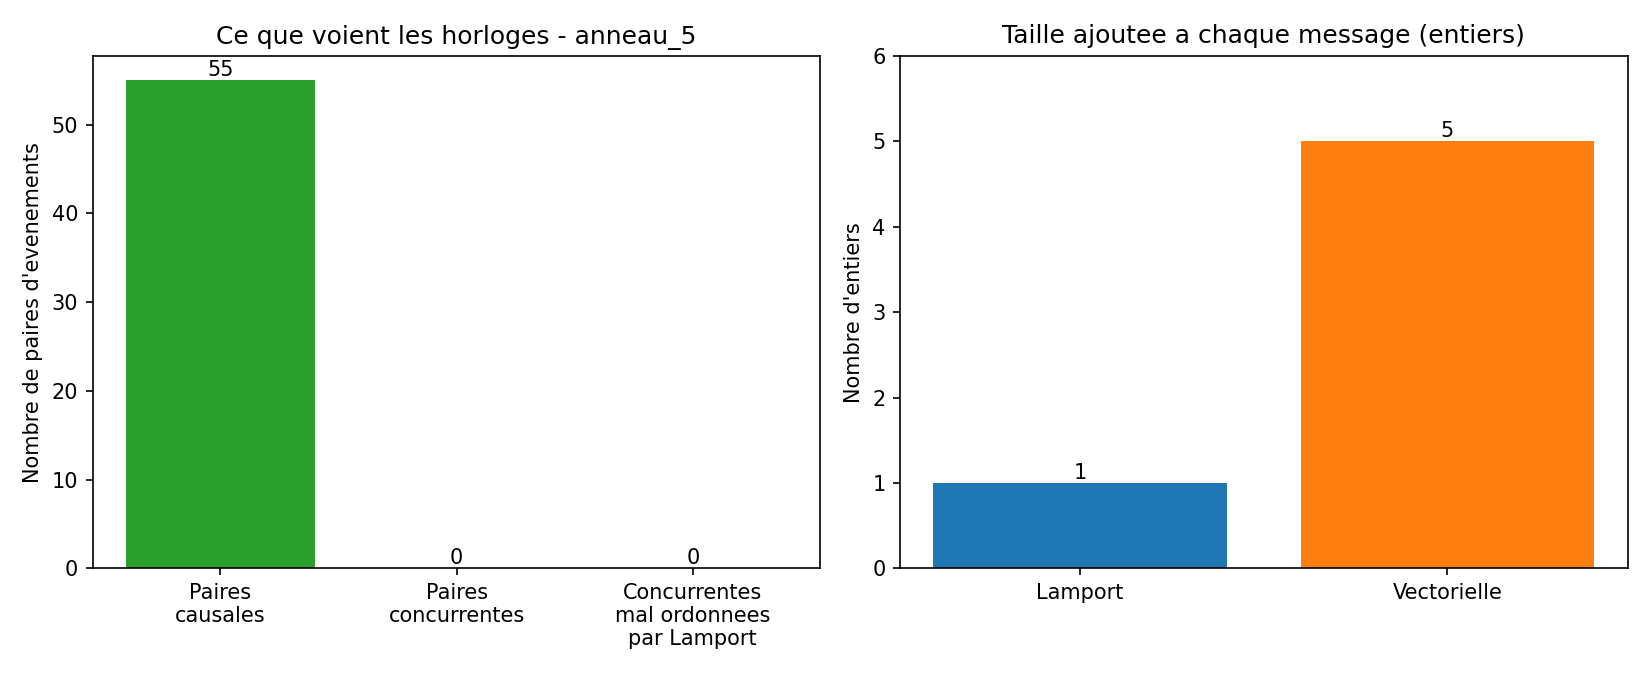 Ce que voient les horloges - anneau_5
Nombre de paires d'evenements
50
40
30
20
10
0
55
0
0
Paires
causales
Paires
concurrentes
Concurrentes
mal ordonnees
par Lamport
Taille ajoutee a chaque message (entiers)
Nombre d'entiers
6
5
4
3
2
1
0
1
5
Lamport
Vectorielle